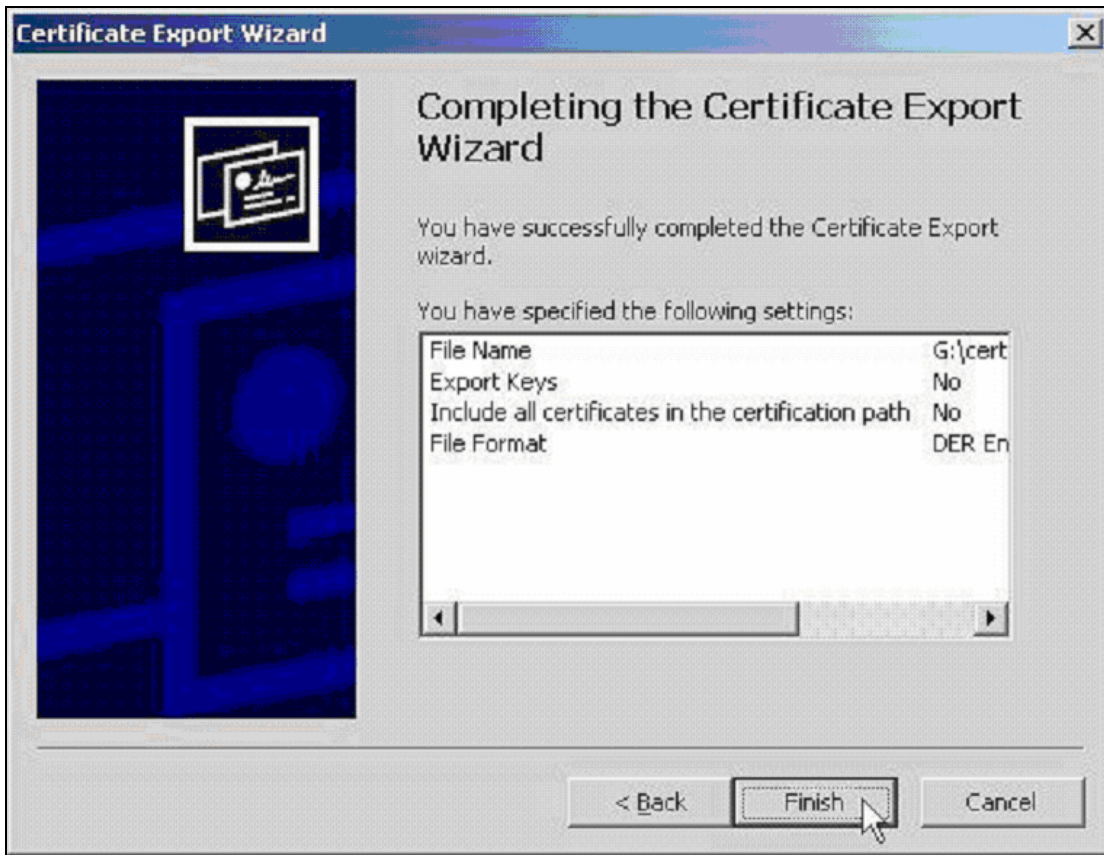 Certificate Export Wizard
Completing the Certificate Export
Wizard
You have successfully completed the Certificate Export
wizard.
You have specified the following settings:
File Name G:\cert
Export Keys No
Include all certificates in the certification path No
File Format DER En
< Back Finish Cancel